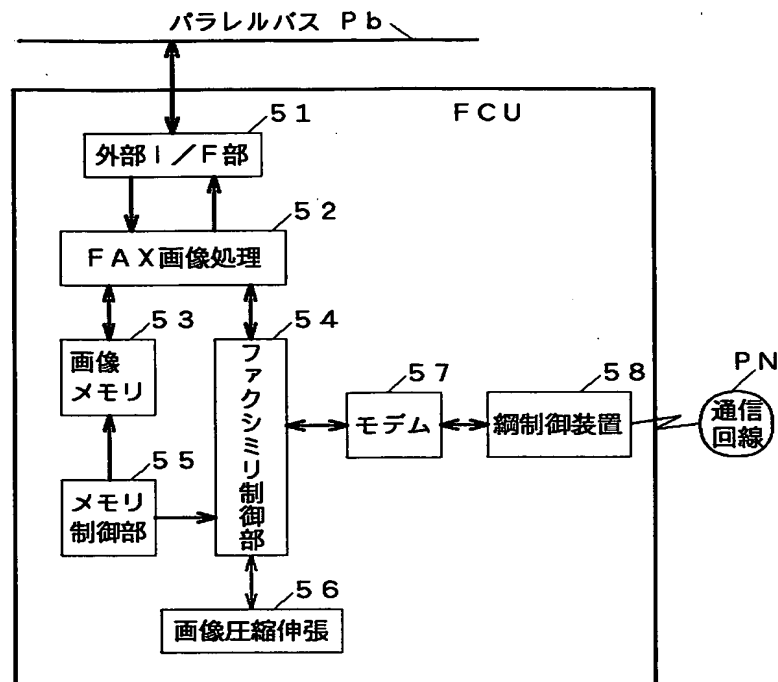 パラレルバス Pb
FCU
51
外部I/F部
52
FAX画像処理
53
54
画像
メモリ
ファクシミリ制御部
57
モデム
58
綱制御装置
PN
通信
回線
55
メモリ
制御部
56
画像圧縮伸張